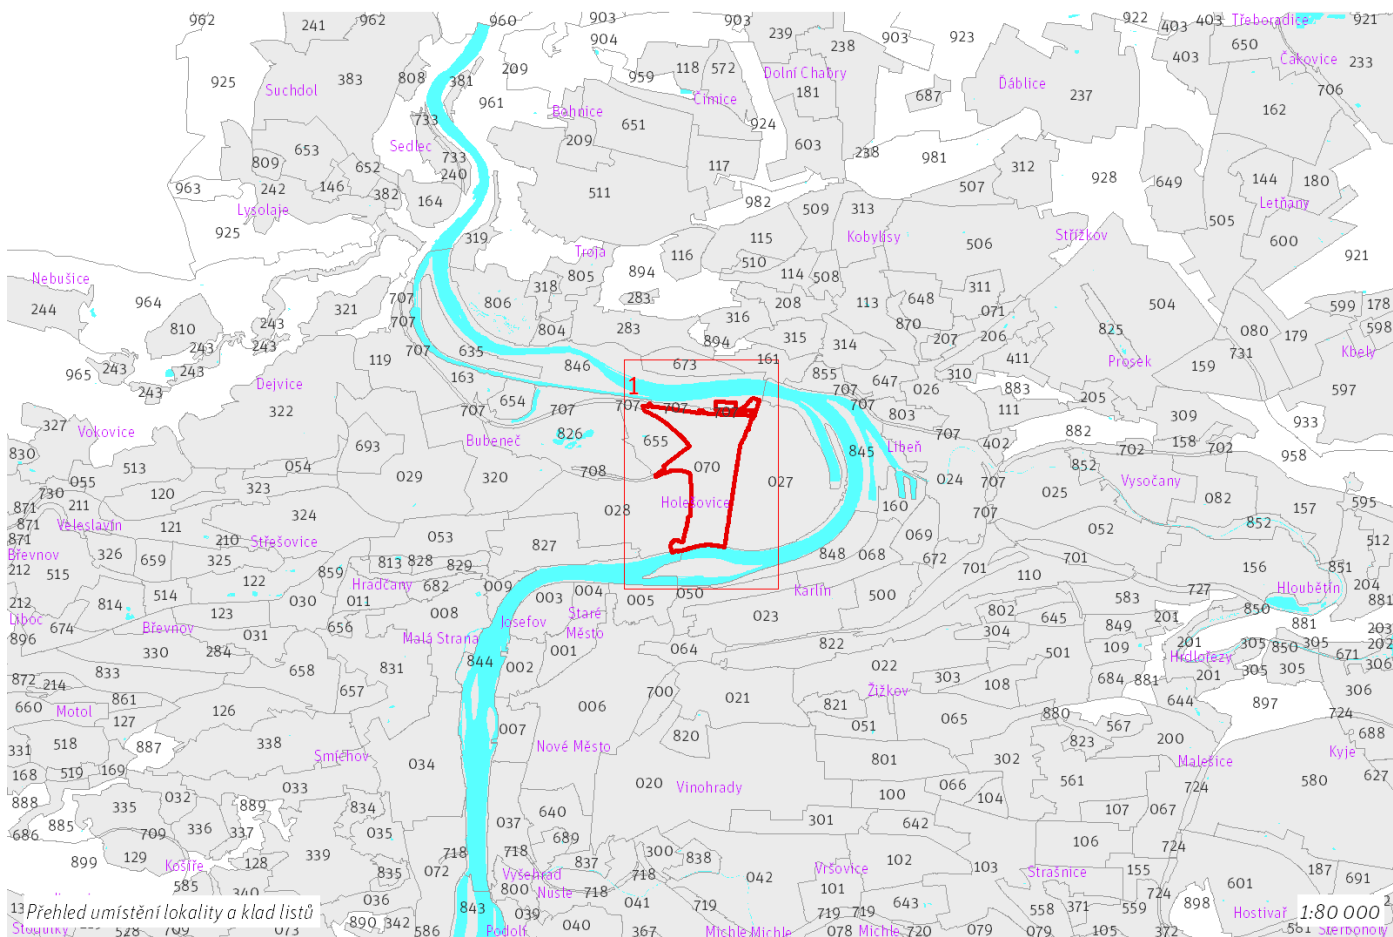 962 241 962 960 903 903 922 403 403 Třeboradice 921
904 239 238 903 923 650
Suchdol 383 808 381 209 959 118 572 Dolní Chabry 403 Čakovice 233
925 961 Čimice 181 687 Ďáblice 237 706
733 Bohnice 651 924 162
Sedlec 209 603
653 652 733 117 238 981 312
809 240 928
963 242 146 382 164 511 507 649 144 180
Lysolaje 982 509 313 505 Letňany
925 319 115 Kobylisy 506 Střížkov 600
Troja 116 510 921
Nebušice 805 894 114 508
318 311
244 964 707 806 283 208 113 648 071 504 599 178
243 321 707 316 870 206 825 080 179 598
810 804 283 315 314 207
243 243 119 707 635 894 411 731 Kbely
965 243 243 846 673 161 855 310 Prosek 159
243 Dejvice 163 647 026 883 597
322 654 1 707 205
327 707 707 707 707 707 803 111 309 933
Vokovice 693 Bubeneč 826 655 Libeň 707 402 882 158
830 054 845 702 702 958
513 708 070 852
055 029 320 027 024 707 Vysočany
730 120 323 025 082 595
871 211 Holešovice 160 157
871 Veleslavín 121 324 028 707 052 852 512
871 210 Střešovice 053 827 069
Břevnov 326 659 325 848 068 672 701
212 515 859 813 828 829 701 156 851
122 Hradčany 682 009 110 Hloubětín 204
514 003 004 050 Karlín 500 583 727 881
212 814 123 030 011 008 005 023 802 645 850
Liboc 674 Břevnov 656 Josefov Staré 304 849 201 881 203
896 031 Malá Strana Město 822 201 305 850 305 202
330 284 001 064 501 109 Hrdlořezy 671
872 833 658 831 844 002 022 303 684 881 201 305 305 306
214 657 700 Žižkov 108 306
660 861 126 006 021 821 644 897
Motol 127 007 051 065 880 567 724
331 518 887 338 820 823 200 688
Nové Město Kyje
168 519 169 Smíchov 034 801 302 Malešice
020 561 580 627
888 033 Vinohrady 100 066 104 724
335 032 889 834 640 107 067
885 336 337 301 642
686 709 035 037 689 106
899 129 339 718 718 300 838 724
Košíře 128 837 102 103 155
585 835 072 Vyšehrad 718 042 Vršovice Strašnice 187 691
340 800 Nusle 718 101 601
036 843 039 041 719 643 558 371 559 724 898
Přehled umístění lokality a klad listů 890 342 719 719 Hostivař 1:80 000
528 709 073 586 Podolí 040 367 Michle Michle 078 Michle 720 079 079 105 372